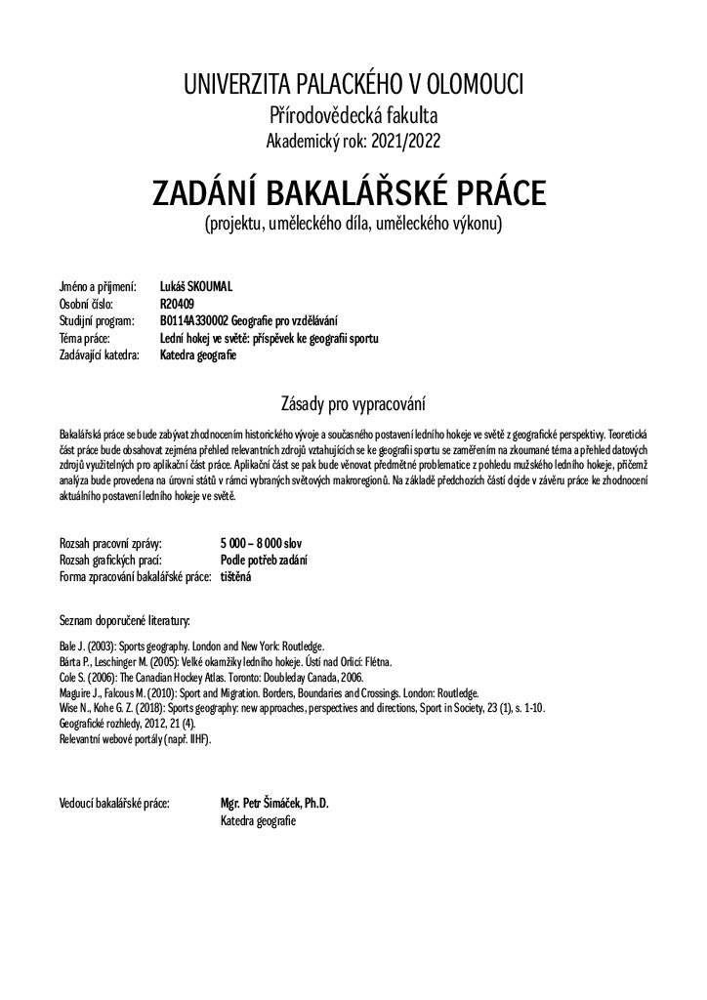 UNIVERZITA PALACKÉHO V OLOMOUCI
Přírodovědecká fakulta
Akademický rok: 2021/2022
ZADÁNÍ BAKALÁŘSKÉ PRÁCE
(projektu, uměleckého díla, uměleckého výkonu)
Jméno a příjmení: Lukáš SKOUMAL
Osobní číslo: R20409
Studijní program: B0114A330002 Geografie pro vzdělávání
Téma práce: Lední hokej ve světě: příspěvek ke geografii sportu
Zadávající katedra: Katedra geografie
Zásady pro vypracování
Bakalářská práce se bude zabývat zhodnocením historického vývoje a současného postavení ledního hokeje ve světě z geografické perspektivy. Teoretická
část práce bude obsahovat zejména přehled relevantních zdrojů vztahujících se ke geografii sportu se zaměřením na zkoumané téma a přehled datových
zdrojů využitelných pro aplikační část práce. Aplikační část se pak bude věnovat předmětné problematice z pohledu mužského ledního hokeje, přičemž
analýza bude provedena na úrovni států v rámci vybraných světových makroregionů. Na základě předchozích částí dojde v závěru práce ke zhodnocení
aktuálního postavení ledního hokeje ve světě.
Rozsah pracovní zprávy: 5 000 – 8 000 slov
Rozsah grafických prací: Podle potřeb zadání
Forma zpracování bakalářské práce: tištěná
Seznam doporučené literatury:
Bale J. (2003): Sports geography. London and New York: Routledge.
Bárta P., Leschinger M. (2005): Velké okamžiky ledního hokeje. Ústí nad Orlicí: Flétna.
Cole S. (2006): The Canadian Hockey Atlas. Toronto: Doubleday Canada, 2006.
Maguire J., Falcous M. (2010): Sport and Migration. Borders, Boundaries and Crossings. London: Routledge.
Wise N., Kohe G. Z. (2018): Sports geography: new approaches, perspectives and directions, Sport in Society, 23 (1), s. 1-10.
Geografické rozhledy, 2012, 21 (4).
Relevantní webové portály (např. IIHF).
Vedoucí bakalářské práce: Mgr. Petr Šimáček, Ph.D.
Katedra geografie